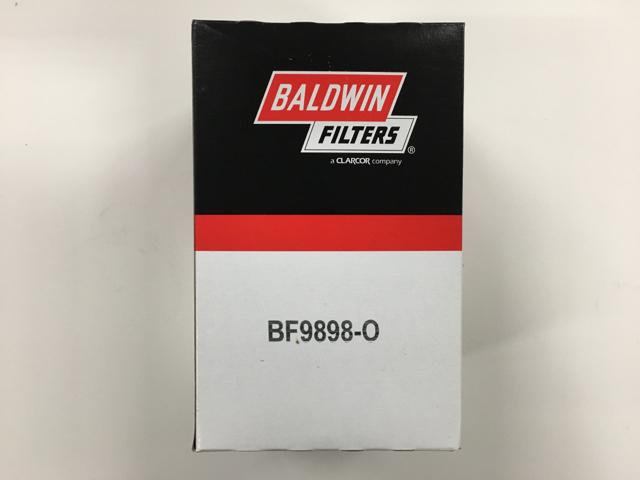 BALDWIN
FILTERS®
a CLARCOR company
BF9898-O